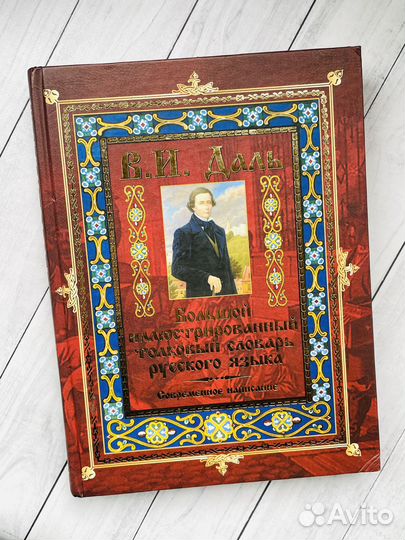 В.И. Даль
Большой
иллюстрированный
толковый словарь
русского языка
Современное написание
Avito